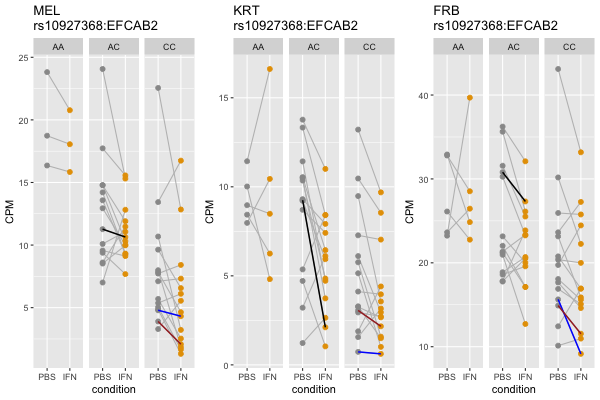 MEL
rs10927368:EFCAB2
AA AC CC
25
20
15
10
5
CPM
PBS IFN PBS IFN PBS IFN
condition
KRT
rs10927368:EFCAB2
AA AC CC
15
10
5
0
CPM
PBS IFN PBS IFN PBS IFN
condition
FRB
rs10927368:EFCAB2
AA AC CC
40
30
20
10
CPM
PBS IFN PBS IFN PBS IFN
condition